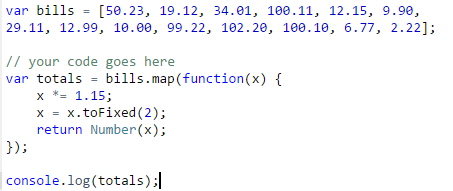 var bills = [50.23, 19.12, 34.01, 100.11, 12.15, 9.90,
29.11, 12.99, 10.00, 99.22, 102.20, 100.10, 6.77, 2.22];
// your code goes here
var totals = bills.map(function(x) {
    x *= 1.15;
    x = x.toFixed(2);
    return Number(x);
});
console.log(totals);